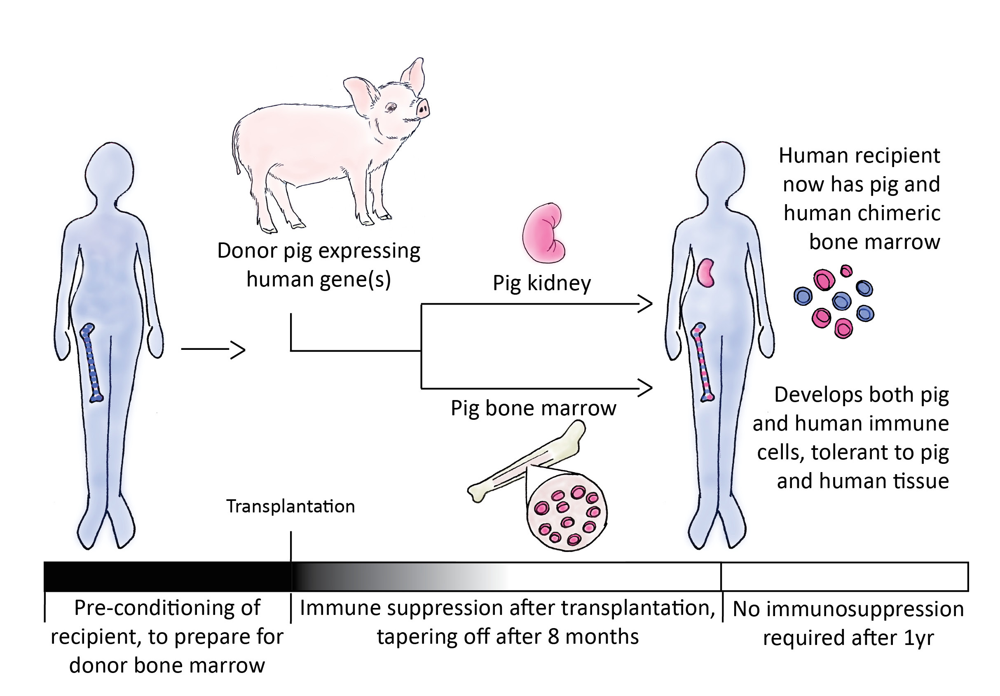 Donor pig expressing
human gene(s)
Pig kidney
Pig bone marrow
Human recipient
now has pig and
human chimeric
bone marrow
Develops both pig
and human immune
cells, tolerant to pig
and human tissue
Transplantation
Pre-conditioning of
recipient, to prepare for
donor bone marrow
Immune suppression after transplantation,
tapering off after 8 months
No immunosuppression
required after 1yr